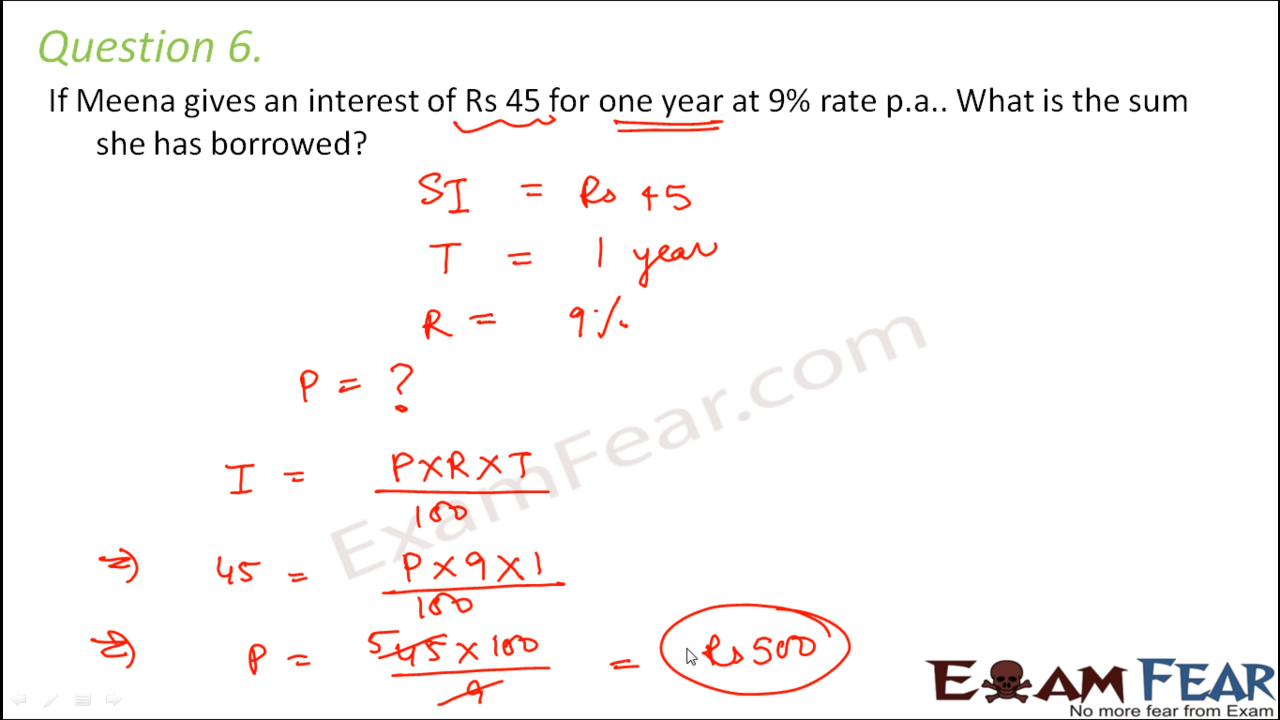 Question 6.
If Meena gives an interest of Rs 45 for one year at 9% rate p.a.. What is the sum
she has borrowed?
SI = Rs 45
T = 1 year
R = 9%
P = ?
I = P×R×T
100
⇒ 45 = P×9×1
100
⇒ P = 5 45×100 = Rs 500
9
ExamFear.com
EXAM FEAR
No more fear from Exam